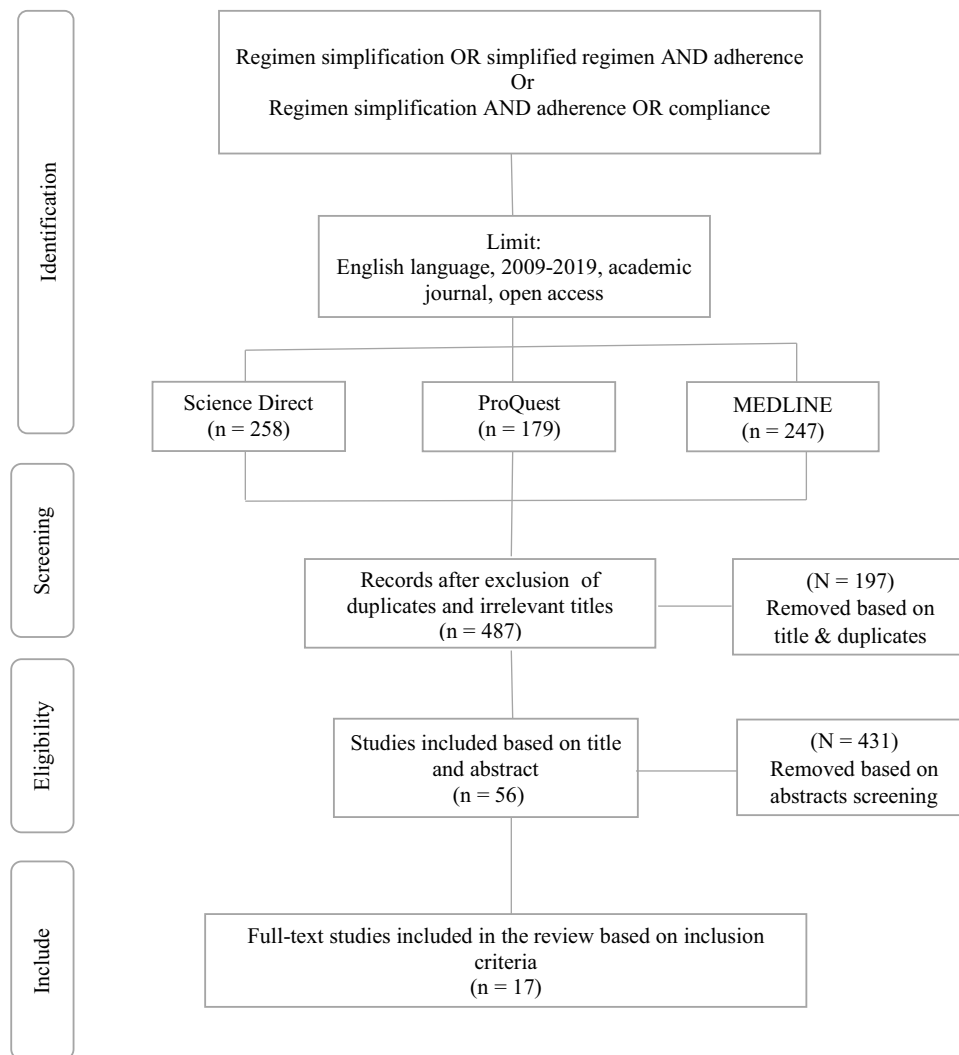 Identification
Regimen simplification OR simplified regimen AND adherence
Or
Regimen simplification AND adherence OR compliance
Limit:
English language, 2009-2019, academic
journal, open access
Science Direct
(n = 258)
ProQuest
(n = 179)
MEDLINE
(n = 247)
Screening
Records after exclusion of
duplicates and irrelevant titles
(n = 487)
(N = 197)
Removed based on
title & duplicates
Eligibility
Studies included based on title
and abstract
(n = 56)
(N = 431)
Removed based on
abstracts screening
Include
Full-text studies included in the review based on inclusion
criteria
(n = 17)